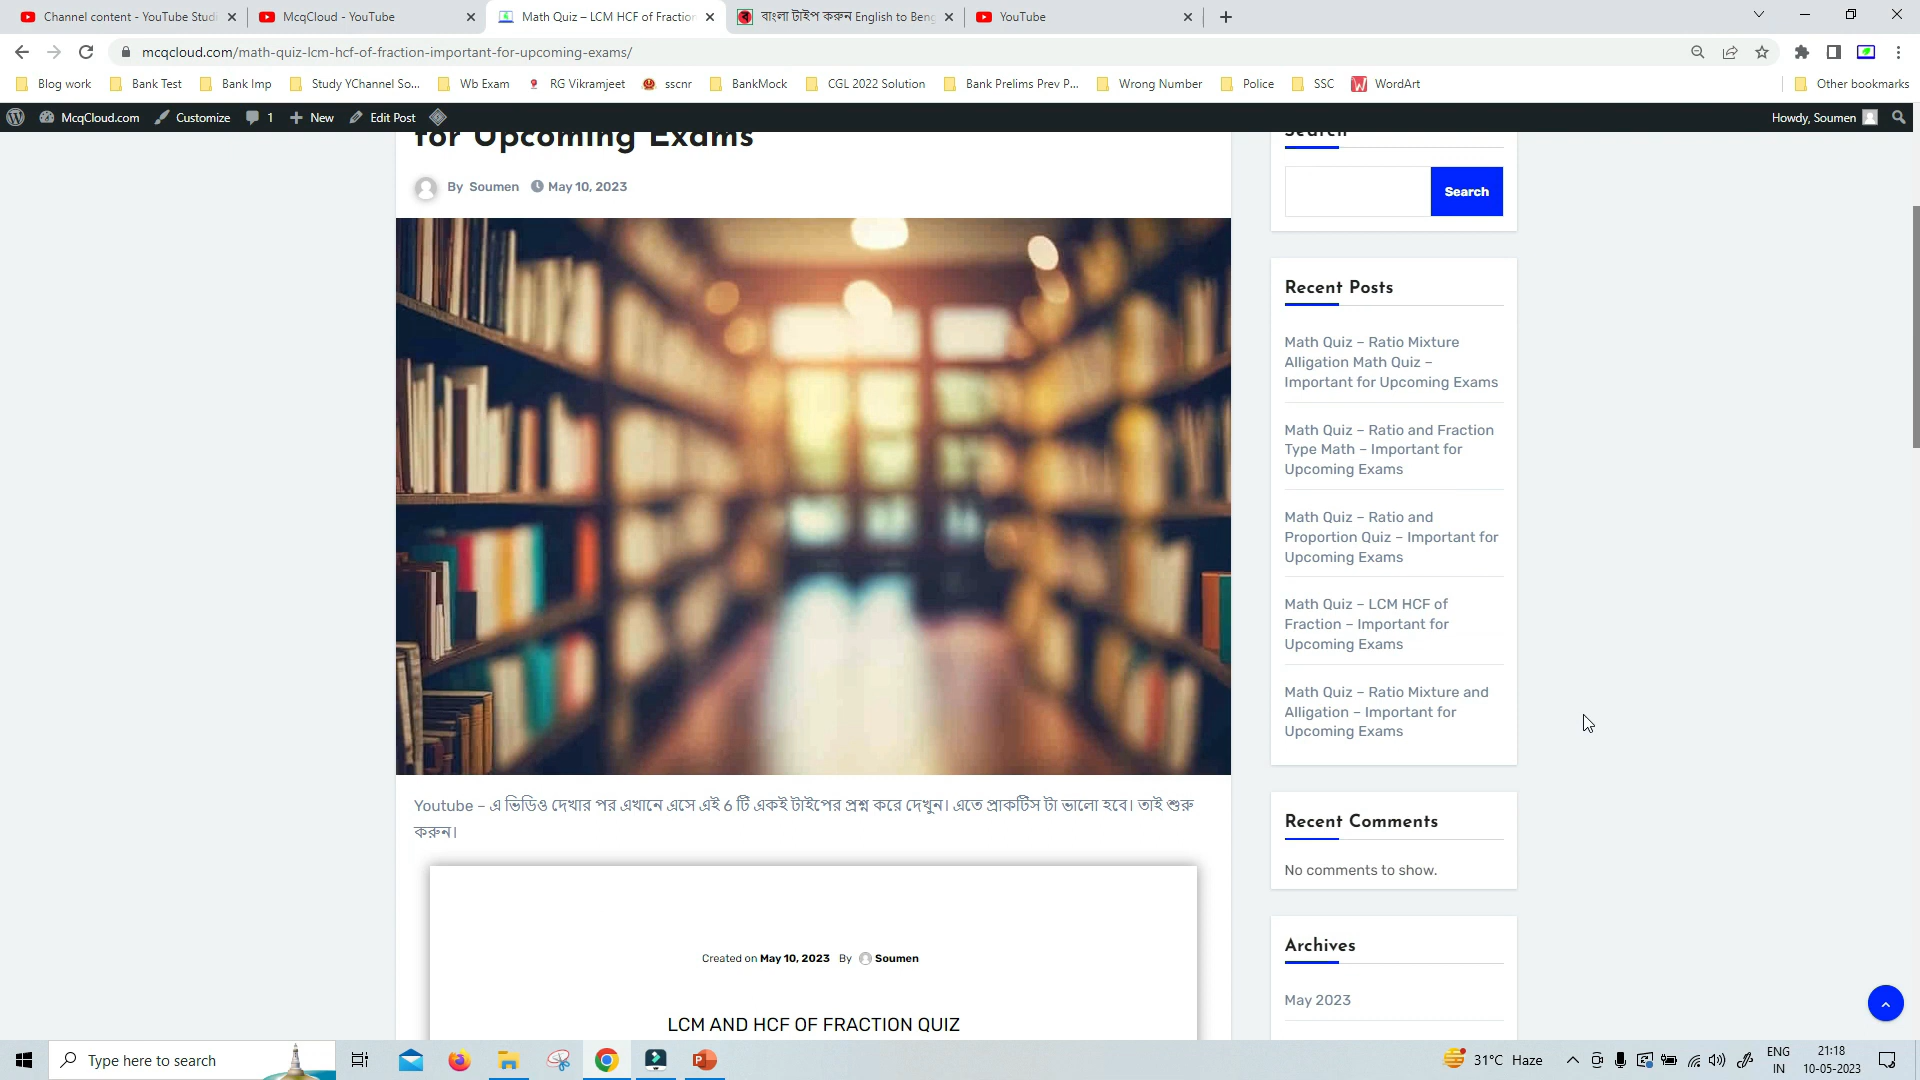 Channel content - YouTube Studi
McqCloud - YouTube
Math Quiz – LCM HCF of Fraction
বাংলা টাইপ করুন English to Beng
YouTube
mcqcloud.com/math-quiz-lcm-hcf-of-fraction-important-for-upcoming-exams/
Blog work
Bank Test
Bank Imp
Study YChannel So...
Wb Exam
RG Vikramjeet
sscnr
BankMock
CGL 2022 Solution
Bank Prelims Prev P...
Wrong Number
Police
SSC
WordArt
Other bookmarks
McqCloud.com
Customize
1
New
Edit Post
Howdy, Soumen
for Upcoming Exams
By Soumen May 10, 2023
Search
Search
Recent Posts
Math Quiz – Ratio Mixture
Alligation Math Quiz –
Important for Upcoming Exams
Math Quiz – Ratio and Fraction
Type Math – Important for
Upcoming Exams
Math Quiz – Ratio and
Proportion Quiz – Important for
Upcoming Exams
Math Quiz – LCM HCF of
Fraction – Important for
Upcoming Exams
Math Quiz – Ratio Mixture and
Alligation – Important for
Upcoming Exams
Youtube – এ ভিডিও দেখার পর এখানে এসে এই 6 টি একই টাইপের প্রশ্ন করে দেখুন। এতে প্রাকটিস টা ভালো হবে। তাই শুরু
করুন।
Recent Comments
No comments to show.
Created on May 10, 2023 By Soumen
LCM AND HCF OF FRACTION QUIZ
Archives
May 2023
Type here to search
31°C Haze
ENG
IN
21:18
10-05-2023